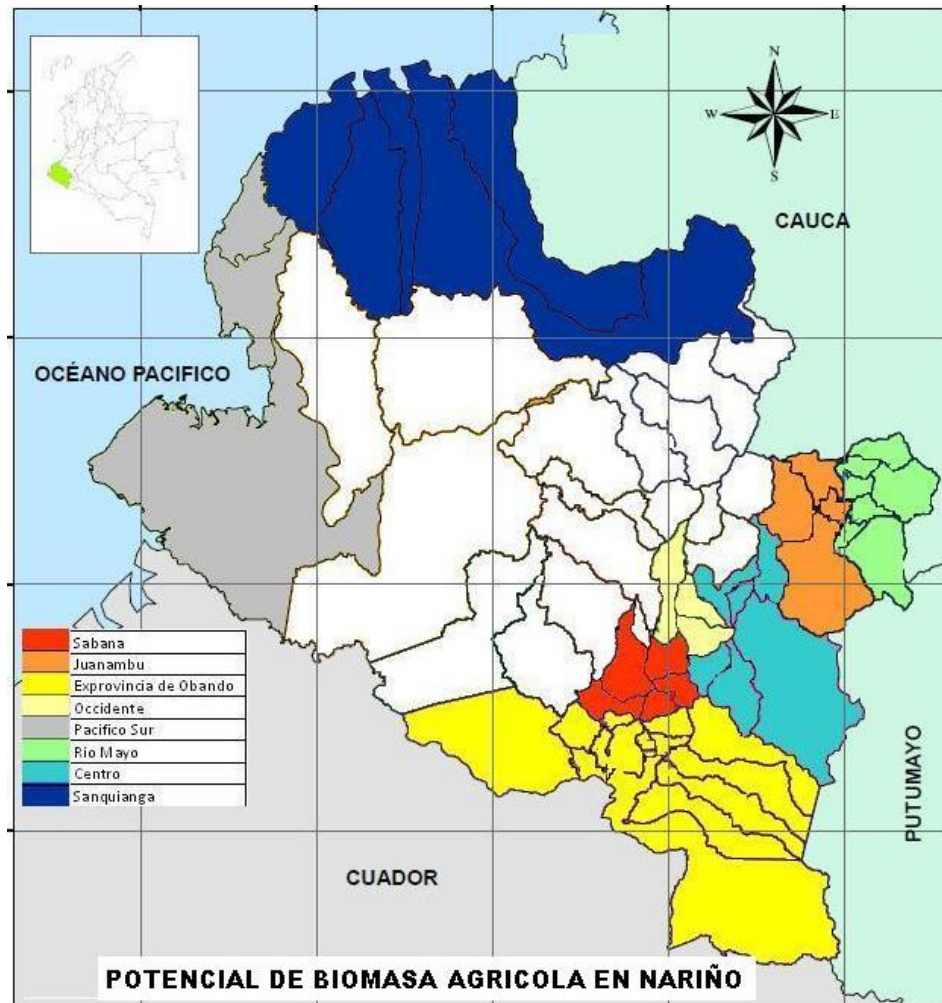 N
W
E
S
CAUCA
OCÉANO PACIFICO
Sabana
Juanambu
Exprovincia de Obando
Occidente
Pacifico Sur
Rio Mayo
Centro
Sanquianga
PUTUMAYO
CUADOR
POTENCIAL DE BIOMASA AGRICOLA EN NARIÑO